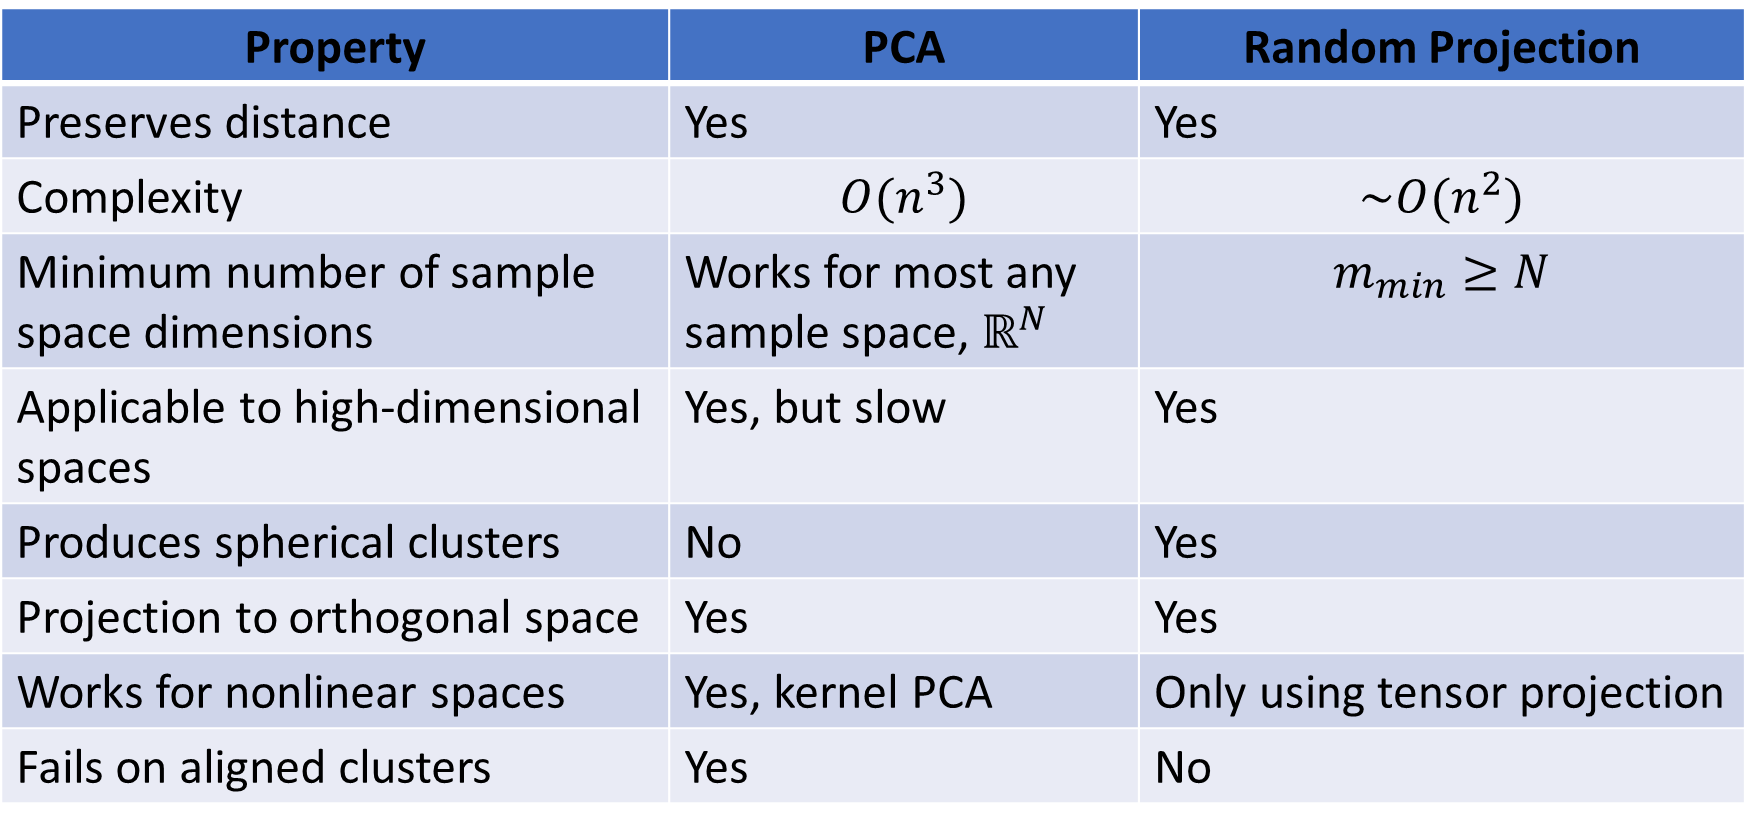 Property PCA Random Projection
Preserves distance Yes Yes
Complexity O(n³) ~O(n²)
Minimum number of sample Works for most any m_min ≥ N
space dimensions sample space, ℝᴺ
Applicable to high-dimensional Yes, but slow Yes
spaces
Produces spherical clusters No Yes
Projection to orthogonal space Yes Yes
Works for nonlinear spaces Yes, kernel PCA Only using tensor projection
Fails on aligned clusters Yes No